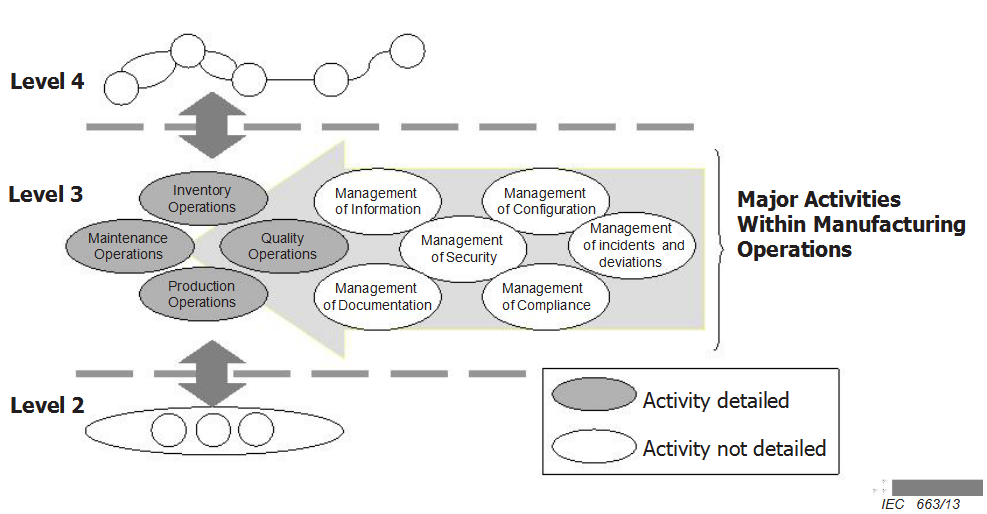 Level 4
Level 3
Inventory
Operations
Maintenance
Operations
Quality
Operations
Production
Operations
Management
of Information
Management
of Configuration
Management
of Security
Management
of incidents and
deviations
Management
of Documentation
Management
of Compliance
Major Activities
Within Manufacturing
Operations
Level 2
Activity detailed
Activity not detailed
IEC 663/13